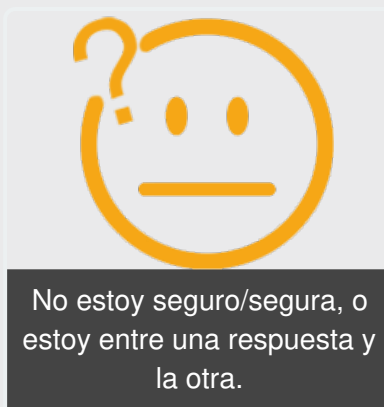 ?
No estoy seguro/segura, o
estoy entre una respuesta y
la otra.